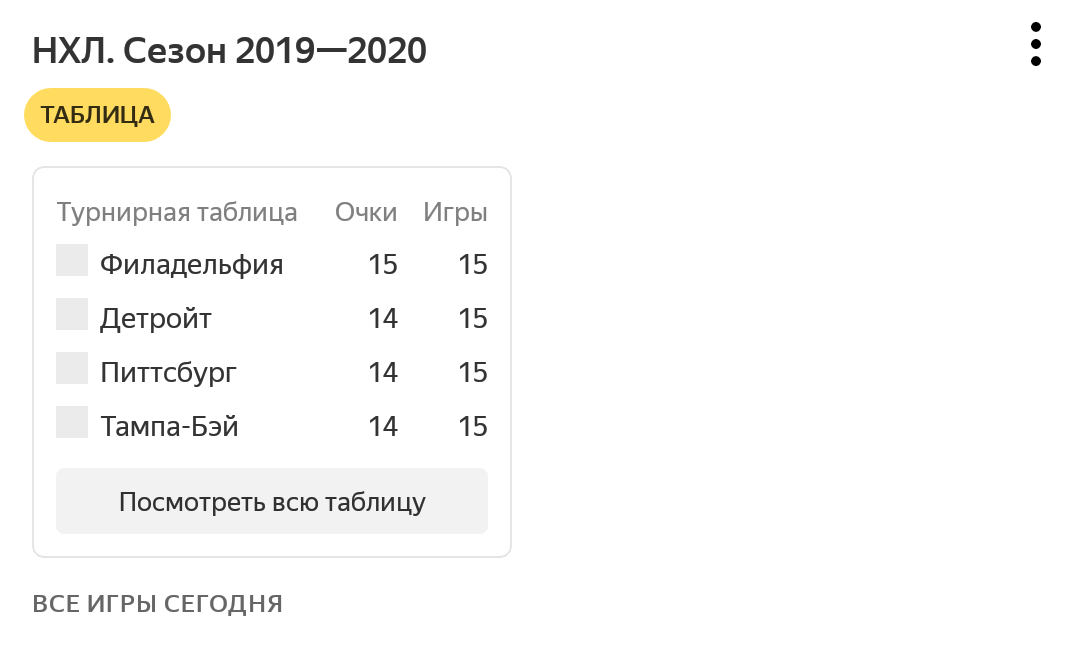 НХЛ. Сезон 2019—2020
ТАБЛИЦА
Турнирная таблица Очки Игры
Филадельфия 15 15
Детройт 14 15
Питтсбург 14 15
Тампа-Бэй 14 15
Посмотреть всю таблицу
ВСЕ ИГРЫ СЕГОДНЯ